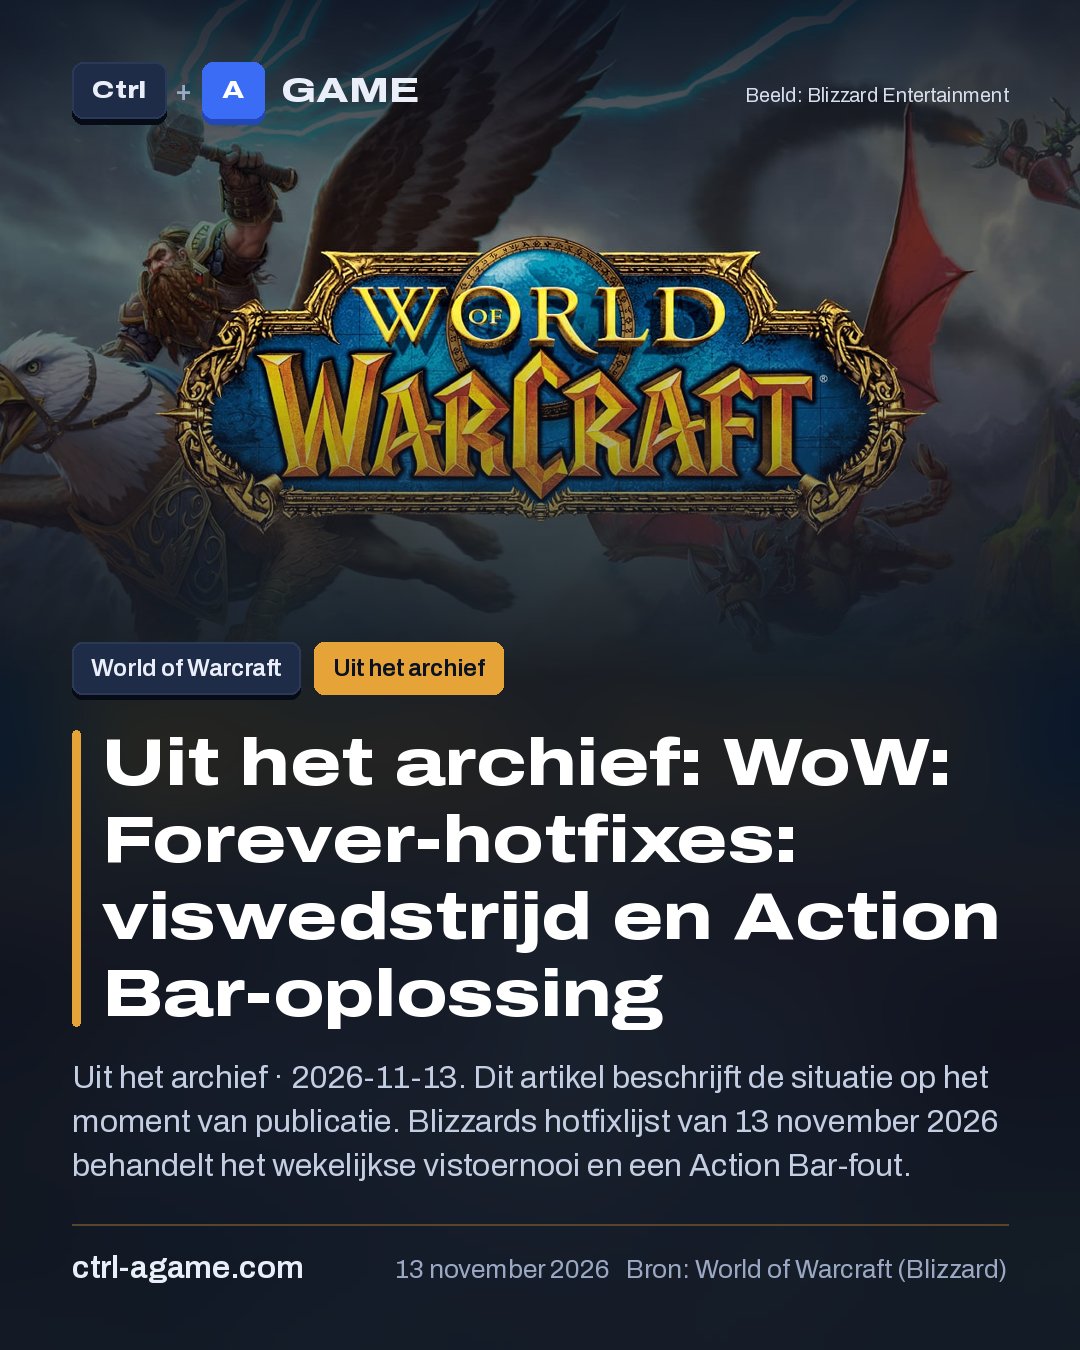 Ctrl + A GAME
Beeld: Blizzard Entertainment
WORLD
OF
WARCRAFT
®
World of Warcraft
Uit het archief
Uit het archief: WoW:
Forever-hotfixes:
viswedstrijd en Action
Bar-oplossing
Uit het archief · 2026-11-13. Dit artikel beschrijft de situatie op het
moment van publicatie. Blizzards hotfixlijst van 13 november 2026
behandelt het wekelijkse vistoernooi en een Action Bar-fout.
ctrl-agame.com
13 november 2026 Bron: World of Warcraft (Blizzard)